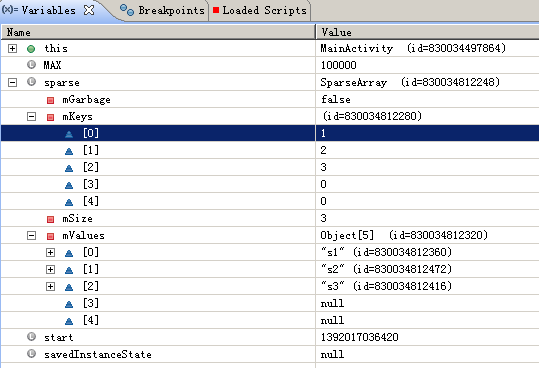 (x)= Variables Breakpoints Loaded Scripts
Name Value
this MainActivity (id=830034497864)
MAX 100000
sparse SparseArray (id=830034812248)
mGarbage false
mKeys (id=830034812280)
[0] 1
[1] 2
[2] 3
[3] 0
[4] 0
mSize 3
mValues Object[5] (id=830034812320)
[0] "s1" (id=830034812360)
[1] "s2" (id=830034812472)
[2] "s3" (id=830034812416)
[3] null
[4] null
start 1392017036420
savedInstanceState null